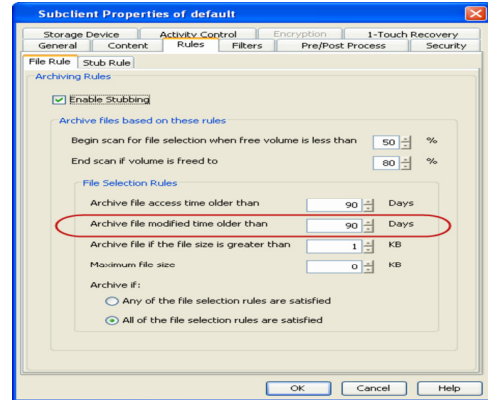 Subclient Properties of default
Storage Device Activity Control Encryption 1-Touch Recovery
General Content Rules Filters Pre/Post Process Security
File Rule Stub Rule
Archiving Rules
Enable Stubbing
Archive files based on these rules
Begin scan for file selection when free volume is less than 50 %
End scan if volume is freed to 80 %
File Selection Rules
Archive file access time older than 90 Days
Archive file modified time older than 90 Days
Archive file if the file size is greater than 1 KB
Maximum file size 0 KB
Archive if:
Any of the file selection rules are satisfied
All of the file selection rules are satisfied
OK Cancel Help